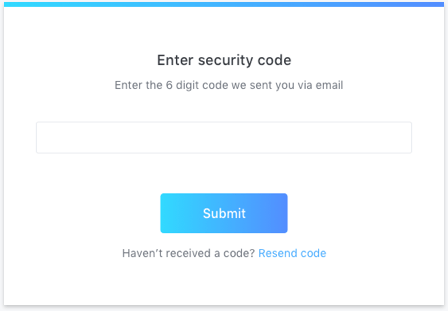 Enter security code
Enter the 6 digit code we sent you via email
Submit
Haven't received a code? Resend code